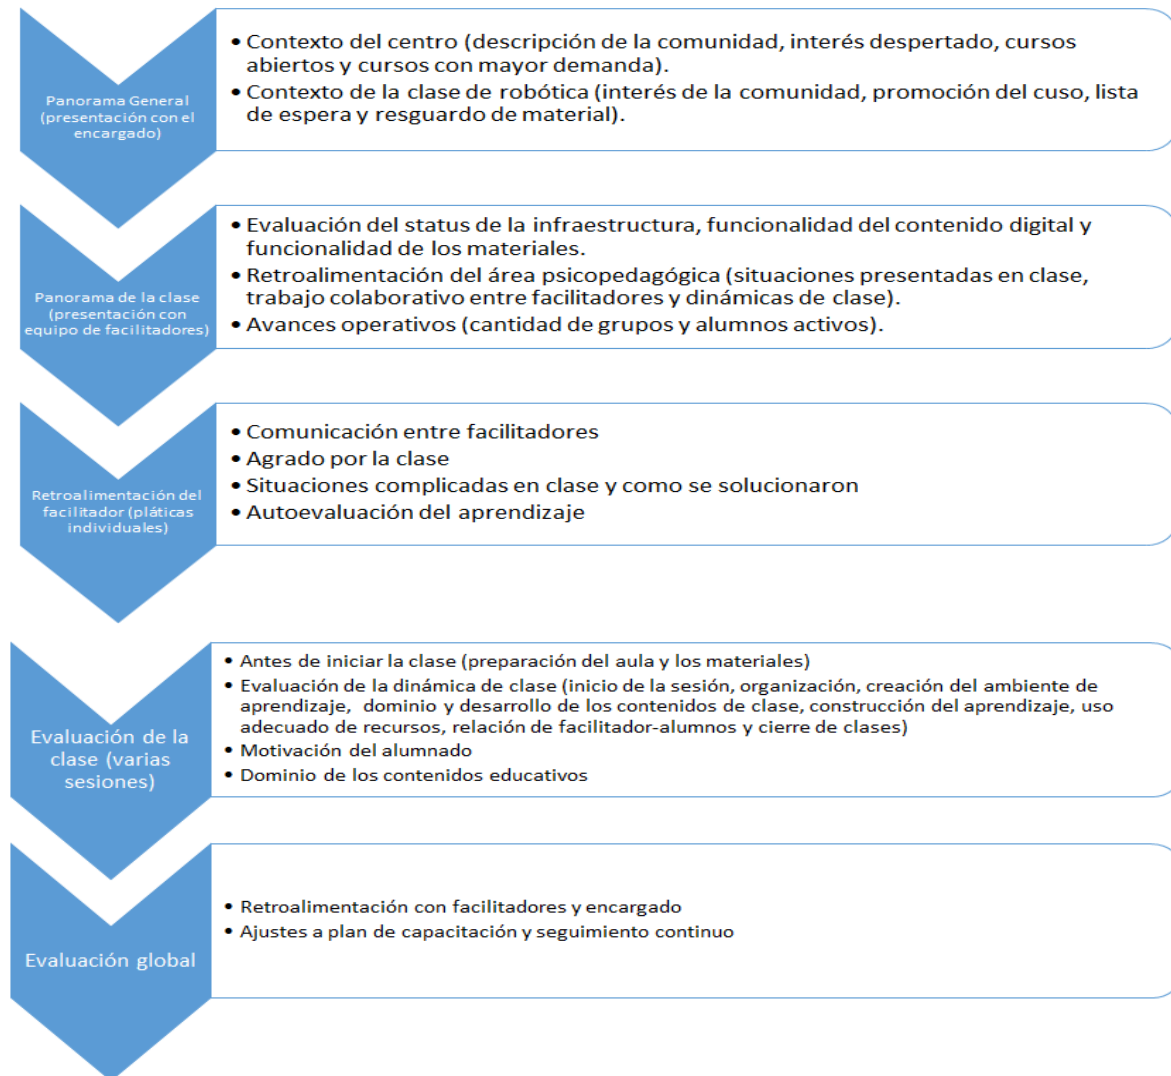 Panorama General
(presentación con el
encargado)
• Contexto del centro (descripción de la comunidad, interés despertado, cursos
abiertos y cursos con mayor demanda).
• Contexto de la clase de robótica (interés de la comunidad, promoción del cuso, lista
de espera y resguardo de material).
Panorama de la clase
(presentación con
equipo de facilitadores)
• Evaluación del status de la infraestructura, funcionalidad del contenido digital y
funcionalidad de los materiales.
• Retroalimentación del área psicopedagógica (situaciones presentadas en clase,
trabajo colaborativo entre facilitadores y dinámicas de clase).
• Avances operativos (cantidad de grupos y alumnos activos).
Retroalimentación del
facilitador (pláticas
individuales)
• Comunicación entre facilitadores
• Agrado por la clase
• Situaciones complicadas en clase y como se solucionaron
• Autoevaluación del aprendizaje
Evaluación de la
clase (varias
sesiones)
• Antes de iniciar la clase (preparación del aula y los materiales)
• Evaluación de la dinámica de clase (inicio de la sesión, organización, creación del ambiente de
aprendizaje, dominio y desarrollo de los contenidos de clase, construcción del aprendizaje, uso
adecuado de recursos, relación de facilitador-alumnos y cierre de clases)
• Motivación del alumnado
• Dominio de los contenidos educativos
Evaluación global
• Retroalimentación con facilitadores y encargado
• Ajustes a plan de capacitación y seguimiento continuo